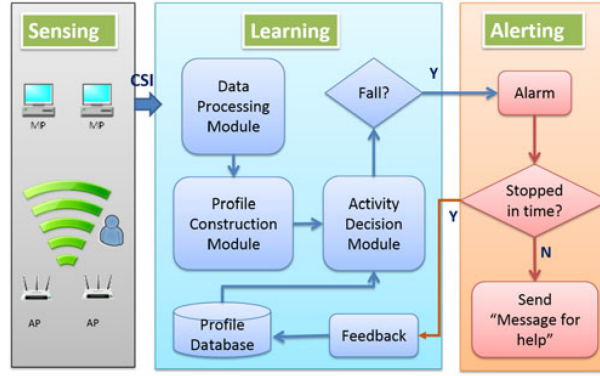 Sensing
Learning
Alerting
CSI
MP
MP
Data
Processing
Module
Fall?
Y
Alarm
Profile
Construction
Module
Activity
Decision
Module
Stopped
in time?
Y
N
AP
AP
Profile
Database
Feedback
Send
“Message for
help”